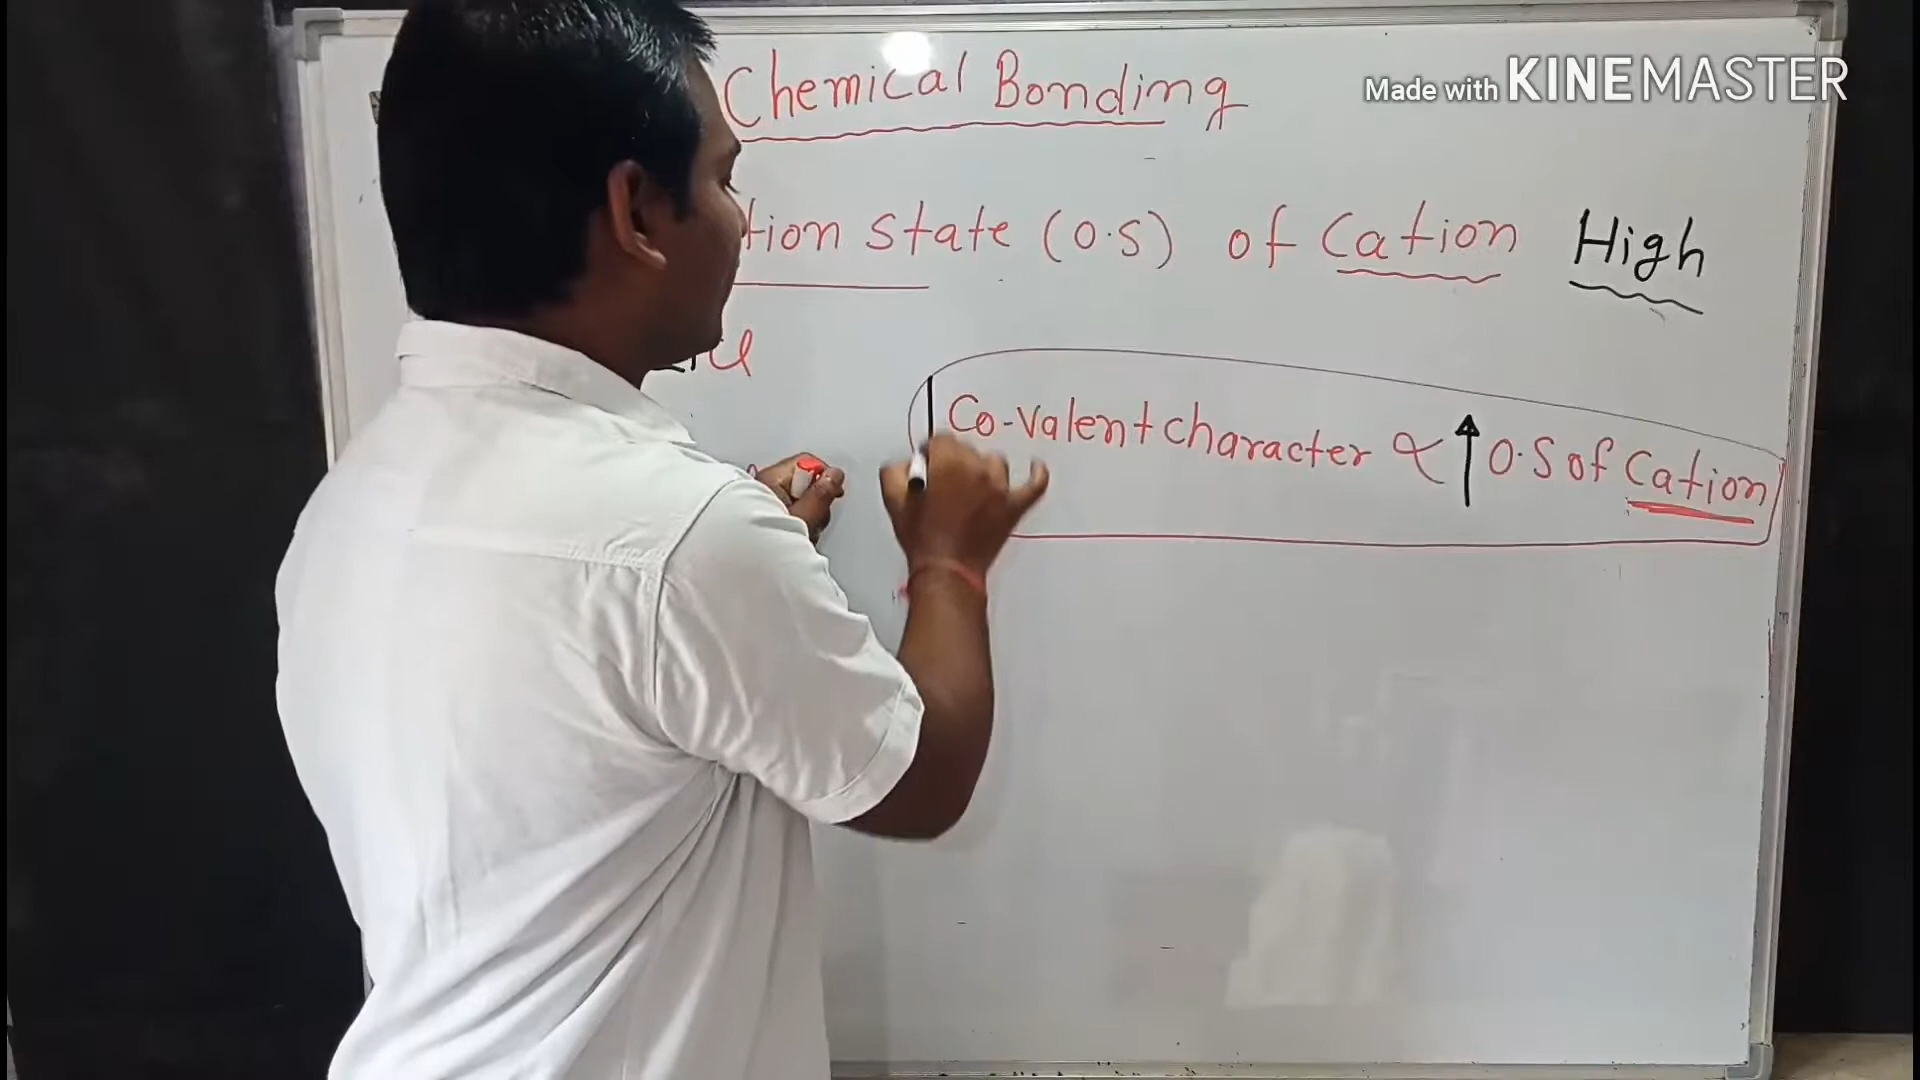 Chemical Bonding
Made with KINEMASTER
tion state (O.S) of Cation High
Co-valent character ∝ ↑ O.S of Cation